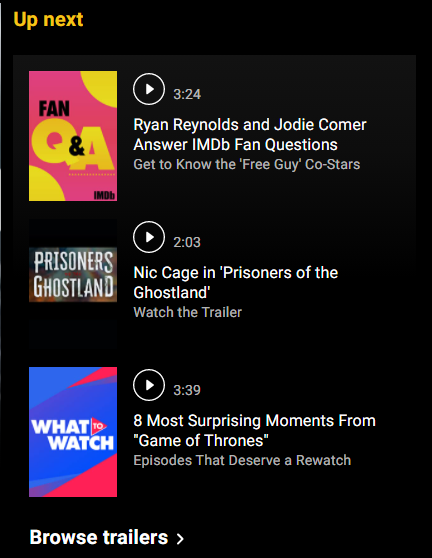 Up next
FAN
Q&A
IMDb
3:24
Ryan Reynolds and Jodie Comer
Answer IMDb Fan Questions
Get to Know the 'Free Guy' Co-Stars
PRISONERS
GHOSTLAND
2:03
Nic Cage in 'Prisoners of the
Ghostland'
Watch the Trailer
WHAT TO
WATCH
3:39
8 Most Surprising Moments From
"Game of Thrones"
Episodes That Deserve a Rewatch
Browse trailers